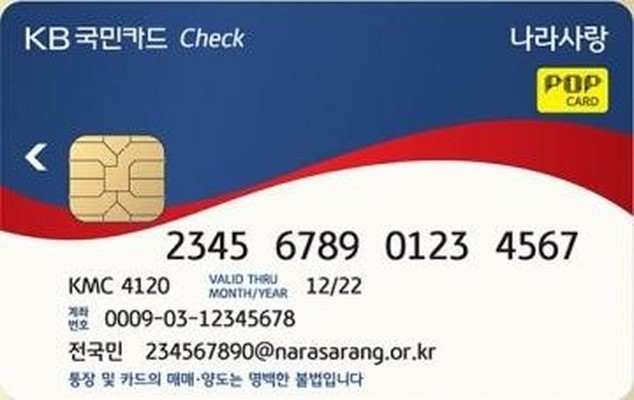 KB국민카드 Check 나라사랑
POP
CARD
2345 6789 0123 4567
KMC 4120 VALID THRU MONTH/YEAR 12/22
계좌번호 0009-03-12345678
전국민 234567890@narasarang.or.kr
통장 및 카드의 매매·양도는 명백한 불법입니다